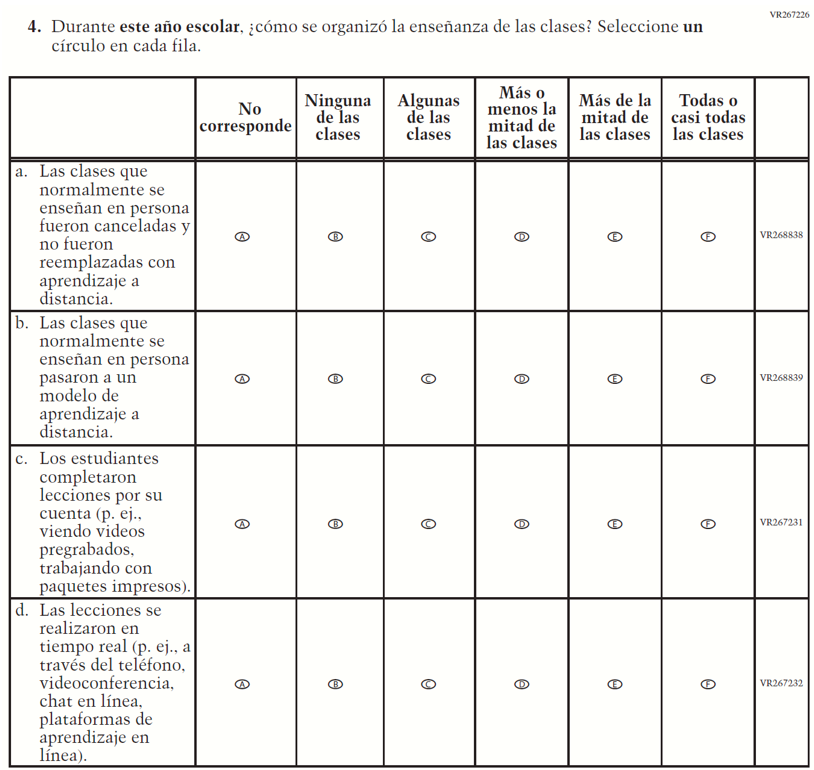 VR267226
4. Durante este año escolar, ¿cómo se organizó la enseñanza de las clases? Seleccione un
círculo en cada fila.
No
corresponde
Ninguna
de las
clases
Algunas
de las
clases
Más o
menos la
mitad de
las clases
Más de la
mitad de
las clases
Todas o
casi todas
las clases
a. Las clases que
normalmente se
enseñan en persona
fueron canceladas y
no fueron
reemplazadas con
aprendizaje a
distancia.
A B C D E F VR268838
b. Las clases que
normalmente se
enseñan en persona
pasaron a un
modelo de
aprendizaje a
distancia.
A B C D E F VR268839
c. Los estudiantes
completaron
lecciones por su
cuenta (p. ej.,
viendo videos
pregrabados,
trabajando con
paquetes impresos).
A B C D E F VR267231
d. Las lecciones se
realizaron en
tiempo real (p. ej., a
través del teléfono,
videoconferencia,
chat en línea,
plataformas de
aprendizaje en
línea).
A B C D E F VR267232